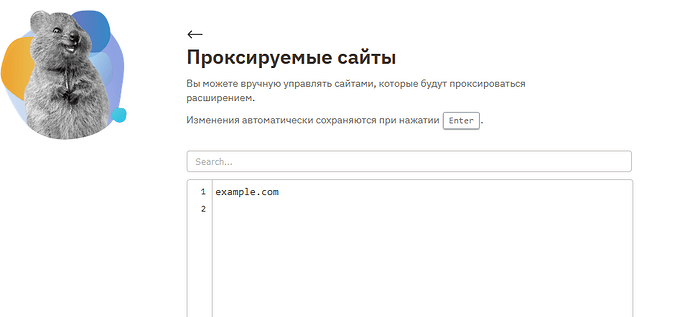 Проксируемые сайты
Вы можете вручную управлять сайтами, которые будут проксироваться
расширением.
Изменения автоматически сохраняются при нажатии Enter .
Search...
1 example.com
2